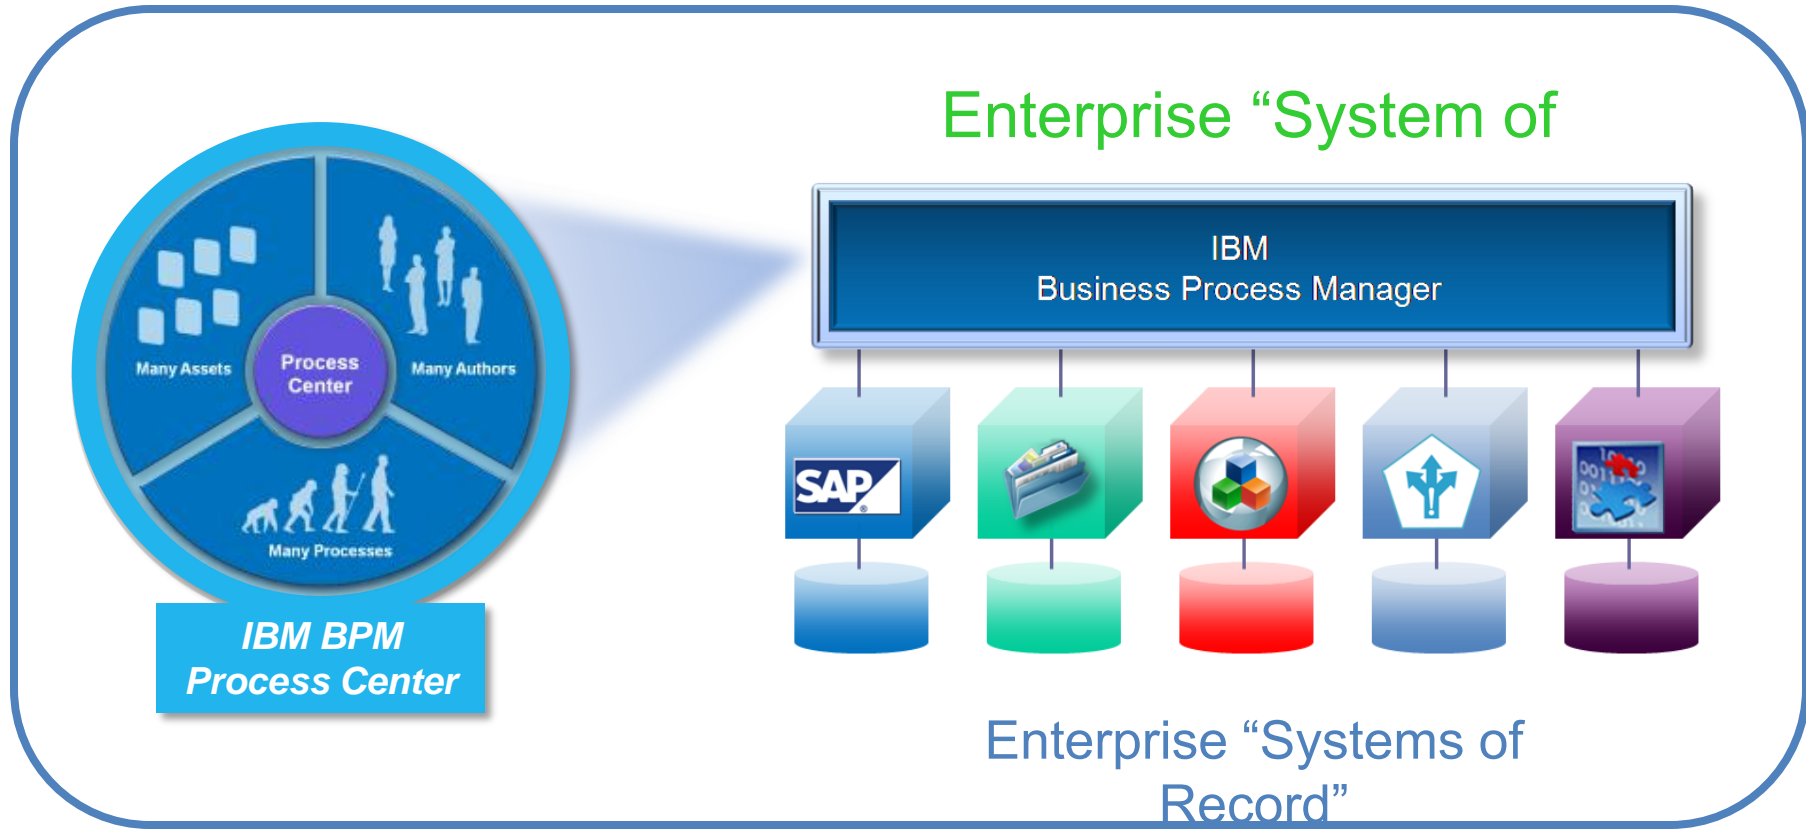 Enterprise “System of
IBM
Business Process Manager
Many Assets
Many Authors
Process
Center
Many Processes
SAP
®
IBM BPM
Process Center
Enterprise “Systems of
Record”